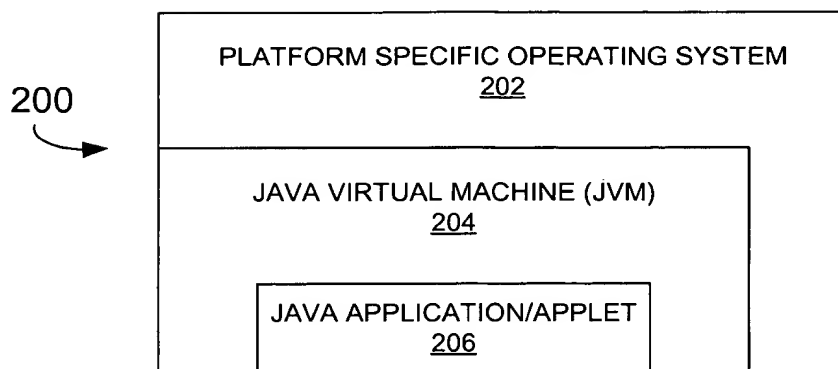 PLATFORM SPECIFIC OPERATING SYSTEM
202
200
JAVA VIRTUAL MACHINE (JVM)
204
JAVA APPLICATION/APPLET
206